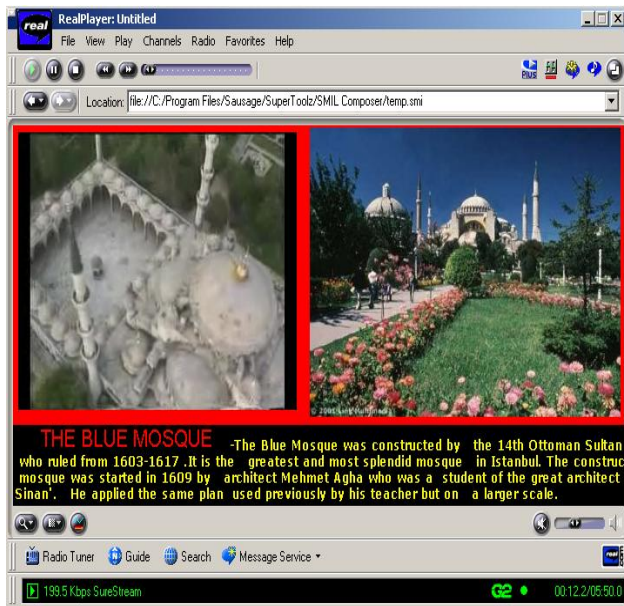 real
RealPlayer: Untitled
File View Play Channels Radio Favorites Help
Plus
Location: file://C:/Program Files/Sausage/SuperToolz/SMIL Composer/temp.smi
THE BLUE MOSQUE -The Blue Mosque was constructed by the 14th Ottoman Sultan
who ruled from 1603-1617 .It is the greatest and most splendid mosque in Istanbul. The construc
mosque was started in 1609 by architect Mehmet Agha who was a student of the great architect
Sinan'. He applied the same plan used previously by his teacher but on a larger scale.
Radio Tuner Guide Search Message Service
real
199.5 Kbps SureStream G2 00:12.2/05:50.0